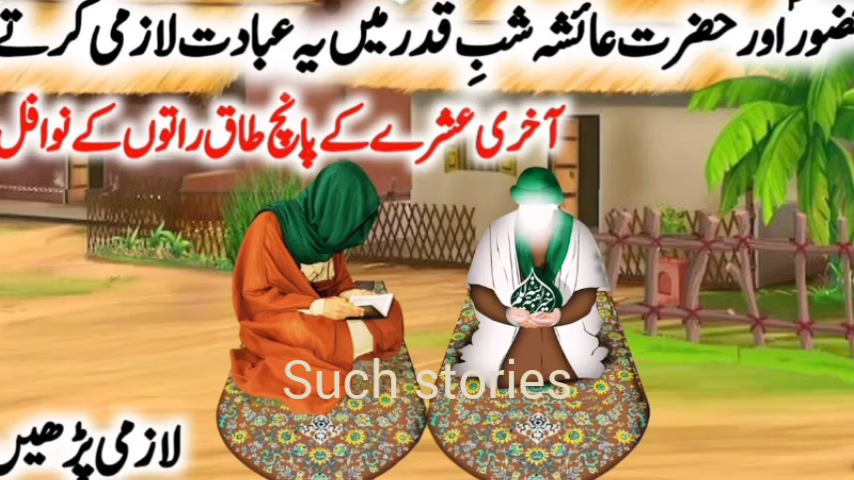 حضور اور حضرت عائشہ شبِ قدر میں یہ عبادت لازمی کرتے
آخری عشرے کے پانچ طاق راتوں کے نوافل
Such stories
لازمی پڑھیں